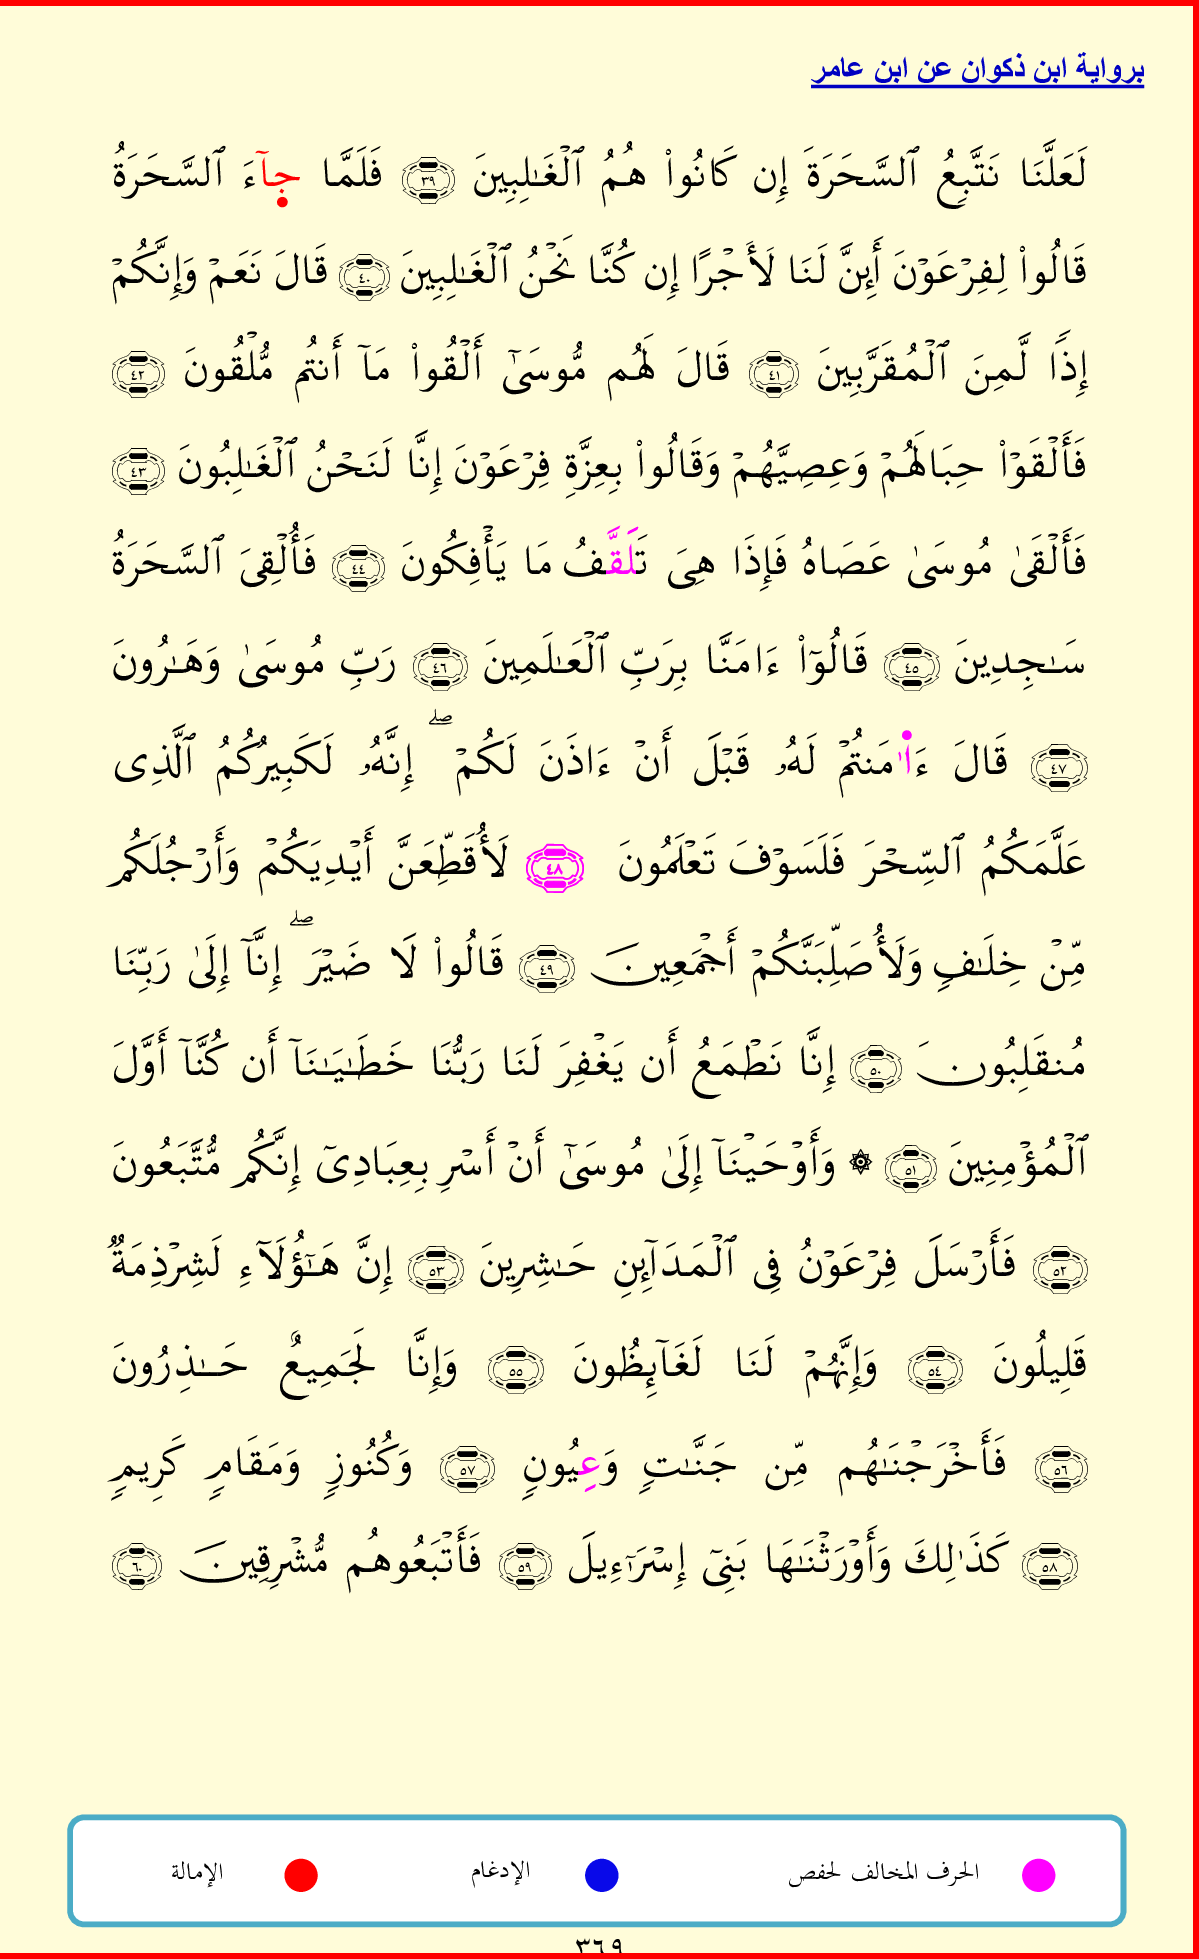 برواية ابن ذكوان عن ابن عامر
لَعَلَّنَا نَتَّبِعُ ٱلسَّحَرَةَ إِن كَانُوا۟ هُمُ ٱلْغَـٰلِبِينَ ٣٩ فَلَمَّا جآءَ ٱلسَّحَرَةُ
قَالُوا۟ لِفِرْعَوْنَ أَئِنَّ لَنَا لَأَجْرًا إِن كُنَّا نَحْنُ ٱلْغَـٰلِبِينَ ٤٠ قَالَ نَعَمْ وَإِنَّكُمْ
إِذًا لَّمِنَ ٱلْمُقَرَّبِينَ ٤١ قَالَ لَهُم مُّوسَىٰٓ أَلْقُوا۟ مَآ أَنتُم مُّلْقُونَ ٤٢
فَأَلْقَوْا۟ حِبَالَهُمْ وَعِصِيَّهُمْ وَقَالُوا۟ بِعِزَّةِ فِرْعَوْنَ إِنَّا لَنَحْنُ ٱلْغَـٰلِبُونَ ٤٣
فَأَلْقَىٰ مُوسَىٰ عَصَاهُ فَإِذَا هِىَ تَلَقَّفُ مَا يَأْفِكُونَ ٤٤ فَأُلْقِىَ ٱلسَّحَرَةُ
سَـٰجِدِينَ ٤٥ قَالُوٓا۟ ءَامَنَّا بِرَبِّ ٱلْعَـٰلَمِينَ ٤٦ رَبِّ مُوسَىٰ وَهَـٰرُونَ
٤٧ قَالَ ءَاٰ۬مَنتُمْ لَهُۥ قَبْلَ أَنْ ءَاذَنَ لَكُمْ ۖ إِنَّهُۥ لَكَبِيرُكُمُ ٱلَّذِى
عَلَّمَكُمُ ٱلسِّحْرَ فَلَسَوْفَ تَعْلَمُونَ ٤٨ لَأُقَطِّعَنَّ أَيْدِيَكُمْ وَأَرْجُلَكُم
مِّنْ خِلَـٰفٍ وَلَأُصَلِّبَنَّكُمْ أَجْمَعِينَ ٤٩ قَالُوا۟ لَا ضَيْرَ ۖ إِنَّآ إِلَىٰ رَبِّنَا
مُنقَلِبُونَ ٥٠ إِنَّا نَطْمَعُ أَن يَغْفِرَ لَنَا رَبُّنَا خَطَـٰيَـٰنَآ أَن كُنَّآ أَوَّلَ
ٱلْمُؤْمِنِينَ ٥١ ۞ وَأَوْحَيْنَآ إِلَىٰ مُوسَىٰٓ أَنْ أَسْرِ بِعِبَادِىٓ إِنَّكُم مُّتَّبَعُونَ
٥٢ فَأَرْسَلَ فِرْعَوْنُ فِى ٱلْمَدَآئِنِ حَـٰشِرِينَ ٥٣ إِنَّ هَـٰٓؤُلَآءِ لَشِرْذِمَةٌ
قَلِيلُونَ ٥٤ وَإِنَّهُمْ لَنَا لَغَآئِظُونَ ٥٥ وَإِنَّا لَجَمِيعٌ حَـٰذِرُونَ
٥٦ فَأَخْرَجْنَـٰهُم مِّن جَنَّـٰتٍ وَعِيُونٍ ٥٧ وَكُنُوزٍ وَمَقَامٍ كَرِيمٍ
٥٨ كَذَٰلِكَ وَأَوْرَثْنَـٰهَا بَنِىٓ إِسْرَـٰٓءِيلَ ٥٩ فَأَتْبَعُوهُم مُّشْرِقِينَ ٦٠
الحرف المخالف لحفص الإدغام الإمالة
٣٦٩